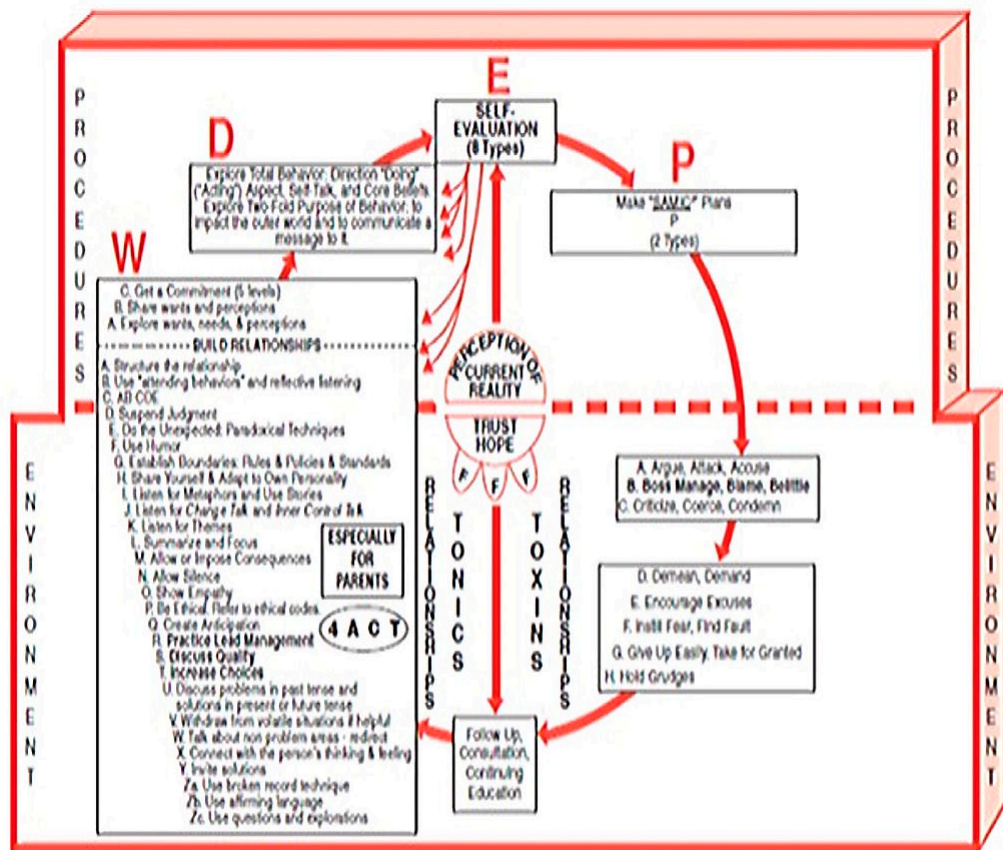 PROCEDURES
E
SELF-
EVALUATION
(8 Types)
D
Explore Total Behavior, Direction "Doing"
("Acting") Aspect, Self-Talk, and Core Beliefs.
Explore Two-Fold Purpose of Behavior; to
impact the outer world and to communicate a
message to it.
P
Make "SAMIC" Plans
P
(2 Types)
PROCEDURES
W
C. Get a Commitment (5 levels)
B. Share wants and perceptions
A. Explore wants, needs, & perceptions
BUILD RELATIONSHIPS
A. Structure the relationship
B. Use "attending behaviors" and reflective listening
C. AB CDE
D. Suspend Judgment
E. Do the Unexpected: Paradoxical Techniques
F. Use Humor
G. Establish Boundaries: Rules & Policies & Standards
H. Share Yourself & Adapt to Own Personality
I. Listen for Metaphors and Use Stories
J. Listen for Change Talk and Inner Control Talk
K. Listen for Themes
L. Summarize and Focus
M. Allow or Impose Consequences
N. Allow Silence
O. Show Empathy
P. Be Ethical. Refer to ethical codes.
Q. Create Anticipation
R. Practice Lead Management
S. Discuss Quality
T. Increase Choices
U. Discuss problems in past tense and
solutions in present or future tense
V. Withdraw from volatile situations if helpful
W. Talk about non problem areas - redirect
X. Connect with the person's thinking & feeling
Y. Invite solutions
Za. Use broken record technique
Zb. Use affirming language
Zc. Use questions and explorations
ESPECIALLY
FOR
PARENTS
4 A C T
PERCEPTION OF
CURRENT
REALITY
TRUST
HOPE
F F F
RELATIONSHIPS
TONICS
TOXINS
RELATIONSHIPS
A. Argue, Attack, Accuse
B. Boss Manage, Blame, Belittle
C. Criticize, Coerce, Condemn
D. Demean, Demand
E. Encourage Excuses
F. Instill Fear, Find Fault
G. Give Up Easily, Take for Granted
H. Hold Grudges
Follow Up,
Consultation,
Continuing
Education
ENVIRONMENT
ENVIRONMENT